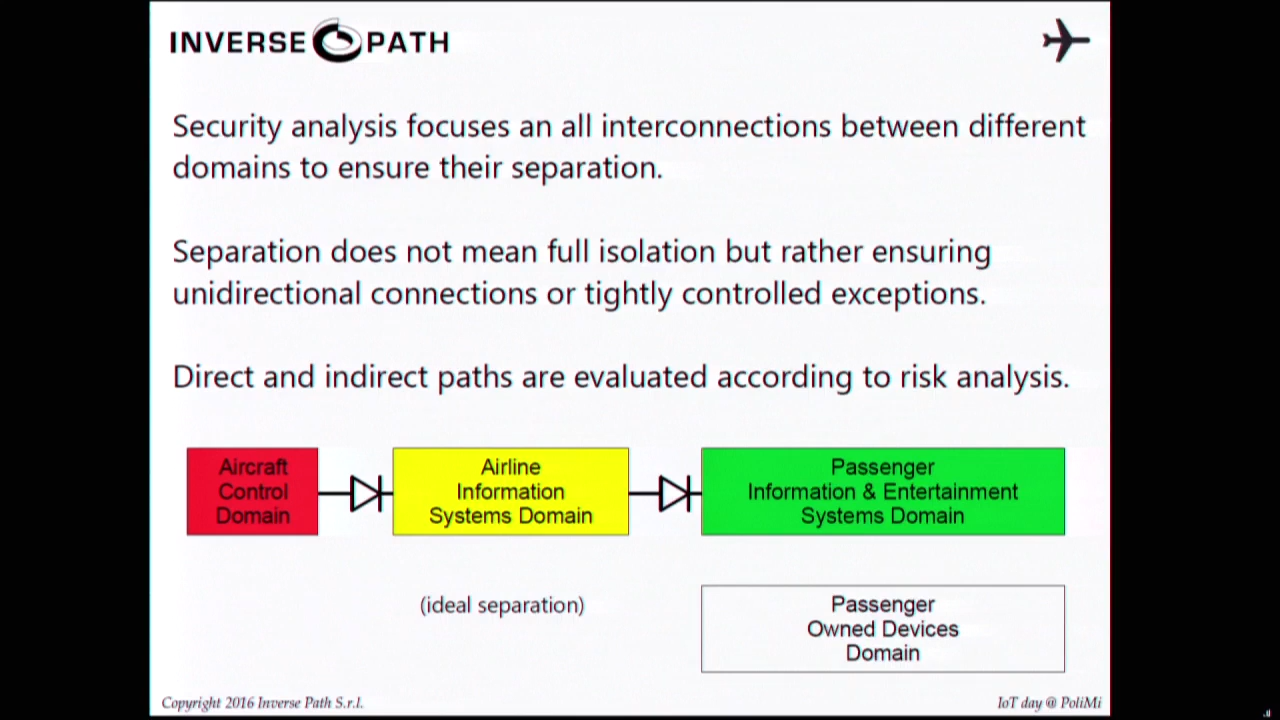 INVERSE PATH
Security analysis focuses an all interconnections between different
domains to ensure their separation.
Separation does not mean full isolation but rather ensuring
unidirectional connections or tightly controlled exceptions.
Direct and indirect paths are evaluated according to risk analysis.
Aircraft
Control
Domain
Airline
Information
Systems Domain
Passenger
Information & Entertainment
Systems Domain
(ideal separation)
Passenger
Owned Devices
Domain
Copyright 2016 Inverse Path S.r.l.
IoT day @ PoliMi